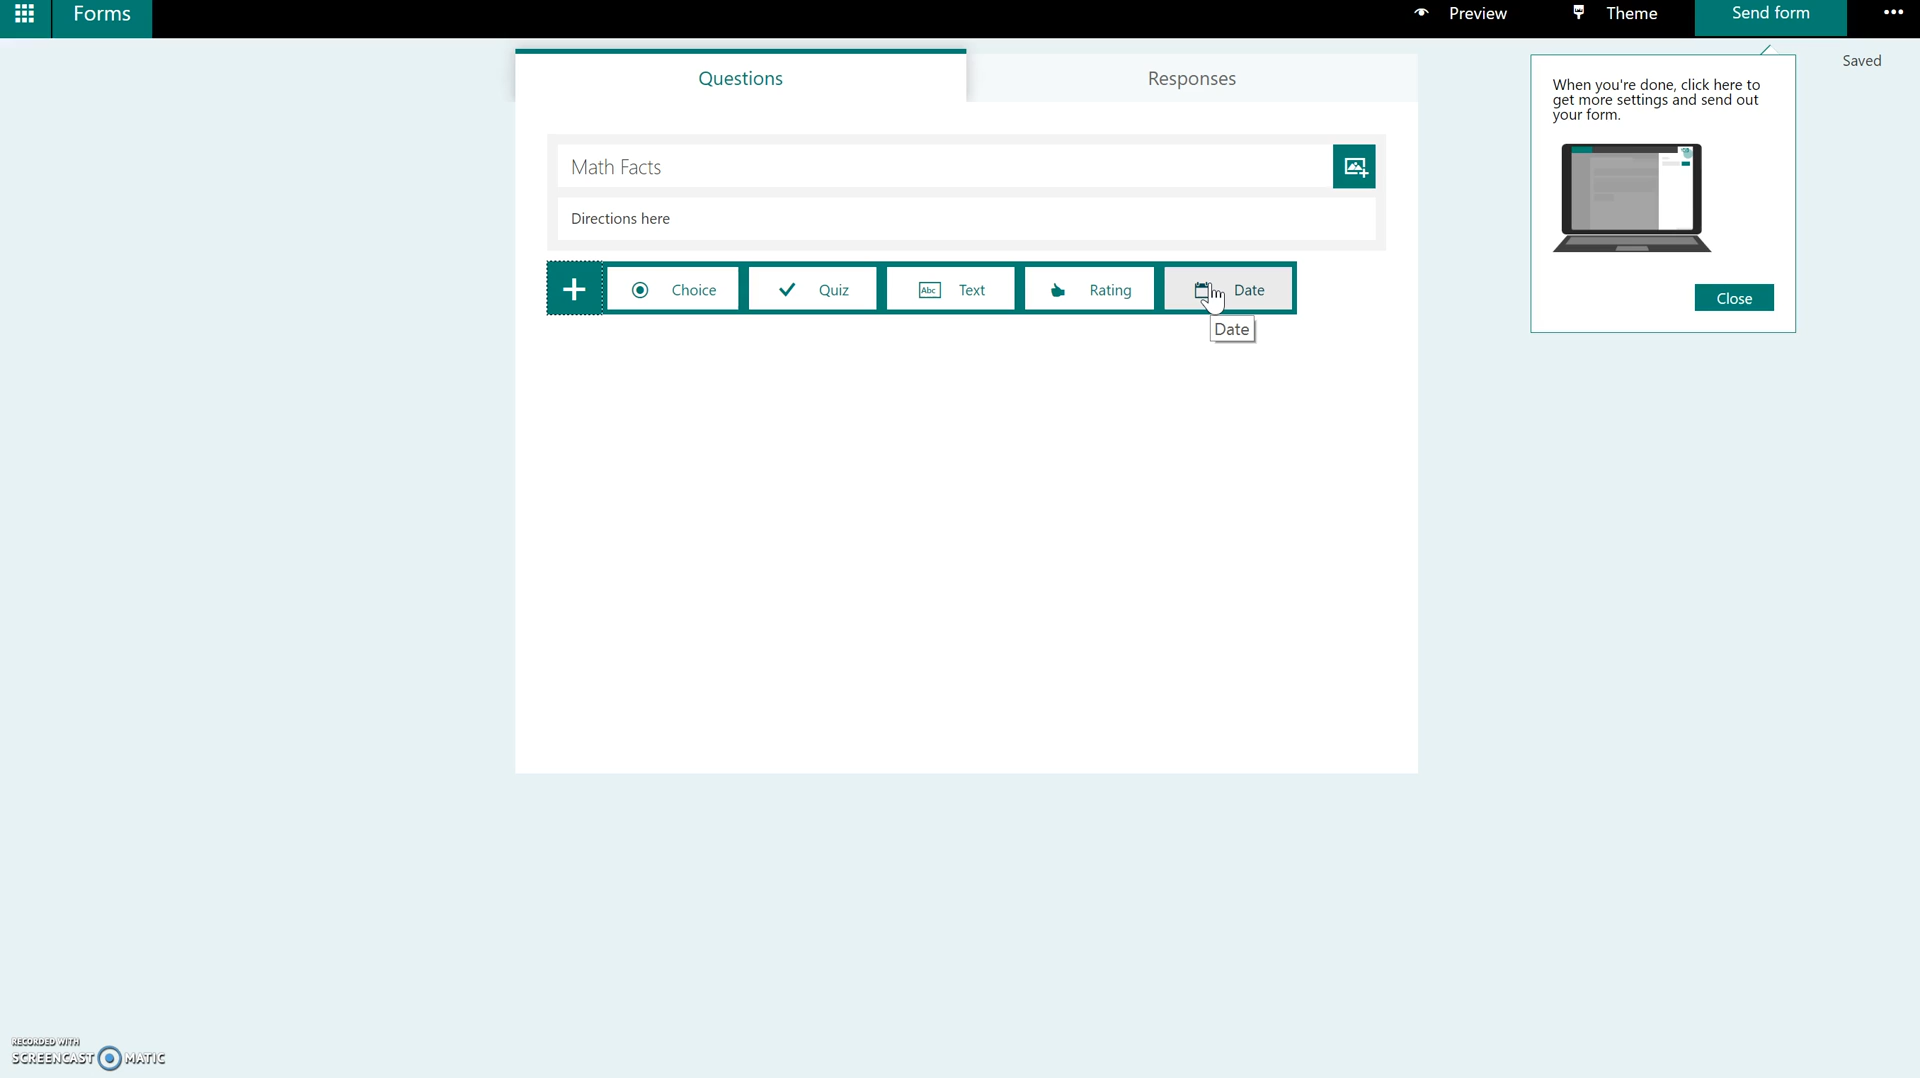 Forms
Preview
Theme
Send form
Questions
Responses
Saved
When you're done, click here to
get more settings and send out
your form.
Math Facts
Directions here
Choice
Quiz
Abc
Text
Rating
Date
Close
Date
RECORDED WITH
SCREENCAST MATIC